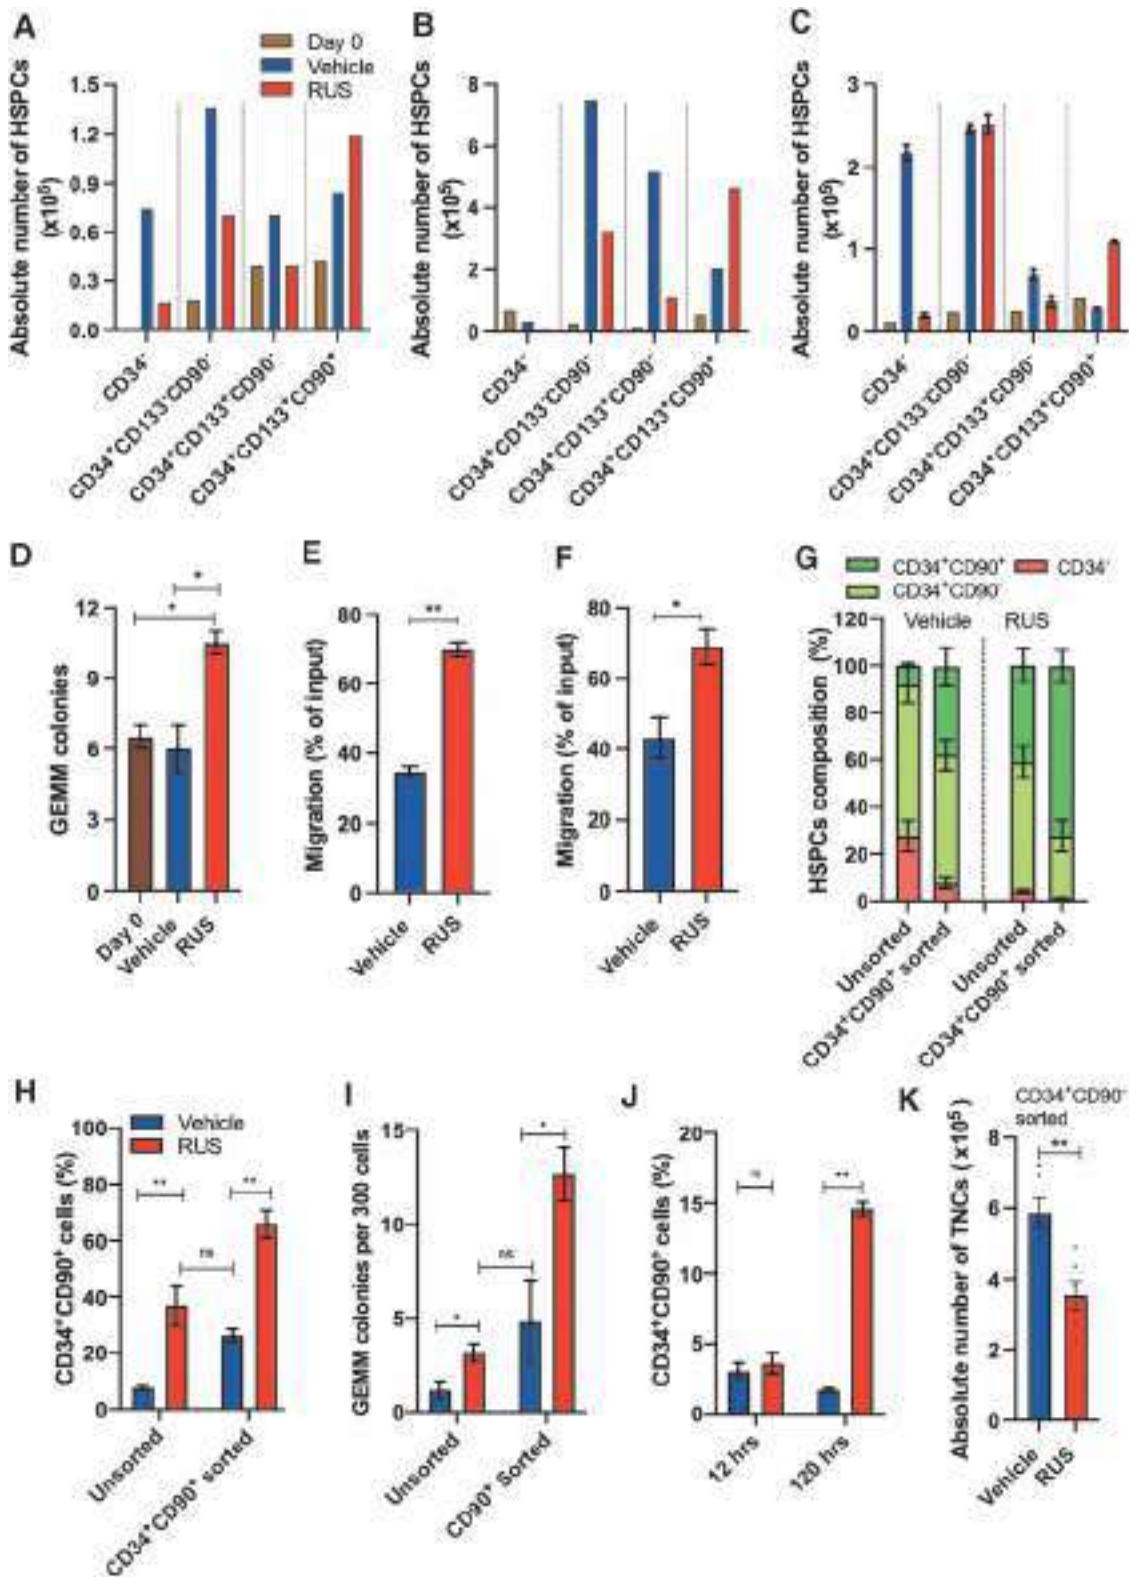 A
Day 0
Vehicle
RUS
Absolute number of HSPCs
(x10⁵)
1.5
1.2
0.9
0.6
0.3
0.0
CD34⁻
CD34⁺CD133⁻CD90⁻
CD34⁺CD133⁺CD90⁻
CD34⁺CD133⁺CD90⁺
B
Absolute number of HSPCs
(x10⁵)
8
6
4
2
0
CD34⁻
CD34⁺CD133⁻CD90⁻
CD34⁺CD133⁺CD90⁻
CD34⁺CD133⁺CD90⁺
C
Absolute number of HSPCs
(x10⁵)
3
2
1
0
CD34⁻
CD34⁺CD133⁻CD90⁻
CD34⁺CD133⁺CD90⁻
CD34⁺CD133⁺CD90⁺
D
GEMM colonies
12
9
6
3
0
*
*
Day 0
Vehicle
RUS
E
Migration (% of input)
80
60
40
20
0
**
Vehicle
RUS
F
Migration (% of input)
80
60
40
20
0
*
Vehicle
RUS
G
CD34⁺CD90⁺
CD34⁻
CD34⁺CD90⁻
HSPCs composition (%)
120
100
80
60
40
20
0
Vehicle
RUS
Unsorted
CD34⁺CD90⁺ sorted
Unsorted
CD34⁺CD90⁺ sorted
H
Vehicle
RUS
CD34⁺CD90⁺ cells (%)
100
80
60
40
20
0
**
**
ns
Unsorted
CD34⁺CD90⁺ sorted
I
GEMM colonies per 300 cells
15
10
5
0
*
ns
*
Unsorted
CD90⁺ Sorted
J
CD34⁺CD90⁺ cells (%)
20
15
10
5
0
**
12 hrs
120 hrs
K
CD34⁺CD90⁻
sorted
Absolute number of TNCs (x10⁵)
8
6
4
2
0
**
Vehicle
RUS